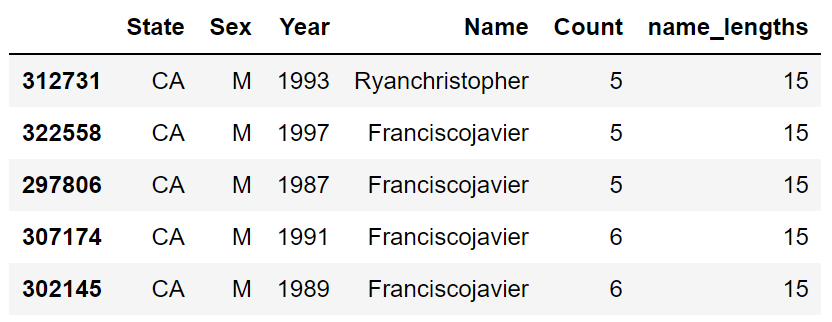 State Sex Year Name Count name_lengths
312731 CA M 1993 Ryanchristopher 5 15
322558 CA M 1997 Franciscojavier 5 15
297806 CA M 1987 Franciscojavier 5 15
307174 CA M 1991 Franciscojavier 6 15
302145 CA M 1989 Franciscojavier 6 15